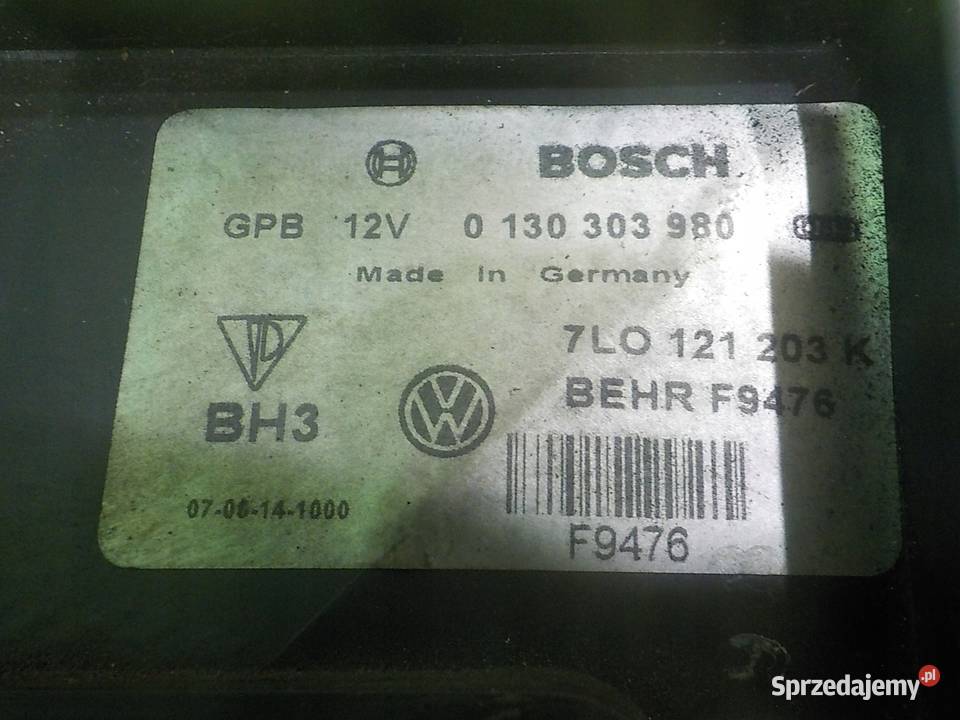 BOSCH
GPB 12V 0 130 303 980
Made in Germany
7LO 121 203 K
BEHR F9476
BH3
07-06-14-1000
F9476
Sprzedajemy.pl